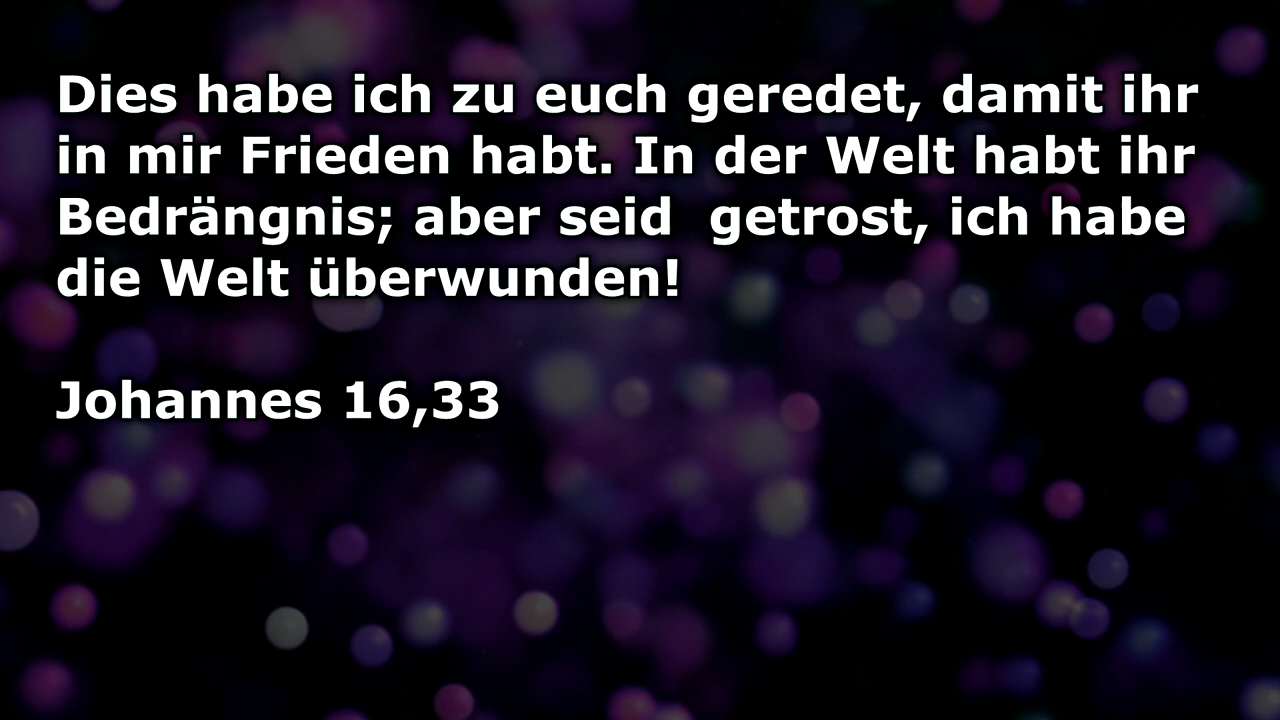 Dies habe ich zu euch geredet, damit ihr
in mir Frieden habt. In der Welt habt ihr
Bedrängnis; aber seid  getrost, ich habe
die Welt überwunden!
Johannes 16,33